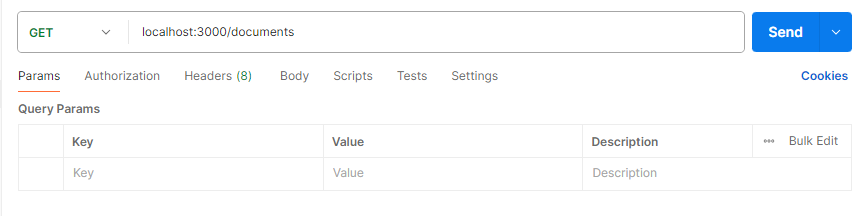 GET localhost:3000/documents Send
Params Authorization Headers (8) Body Scripts Tests Settings Cookies
Query Params
Key Value Description ••• Bulk Edit
Key Value Description